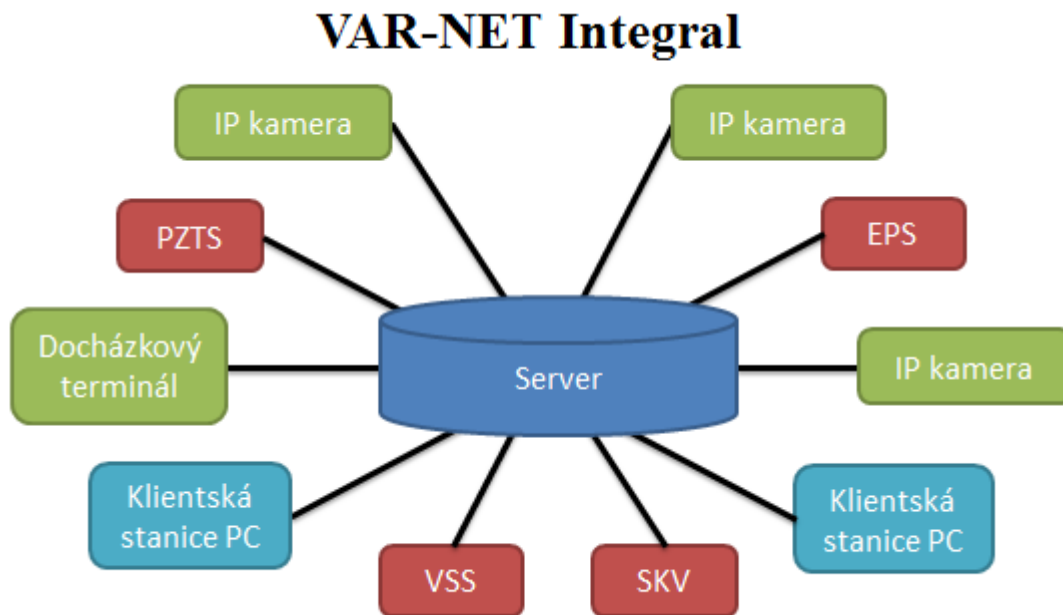 VAR-NET Integral
IP kamera
IP kamera
PZTS
EPS
Docházkový
terminál
Server
IP kamera
Klientská
stanice PC
Klientská
stanice PC
VSS
SKV